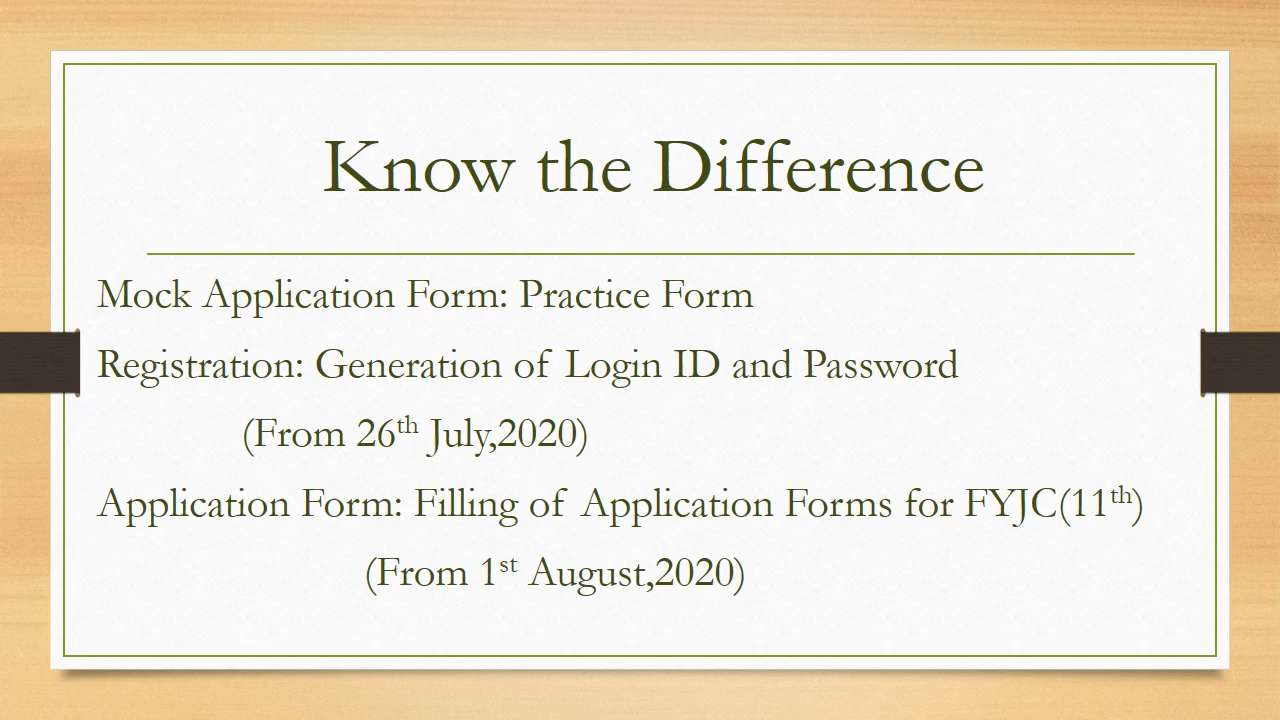 Know the Difference
Mock Application Form: Practice Form
Registration: Generation of Login ID and Password
(From 26th July,2020)
Application Form: Filling of Application Forms for FYJC(11th)
(From 1st August,2020)